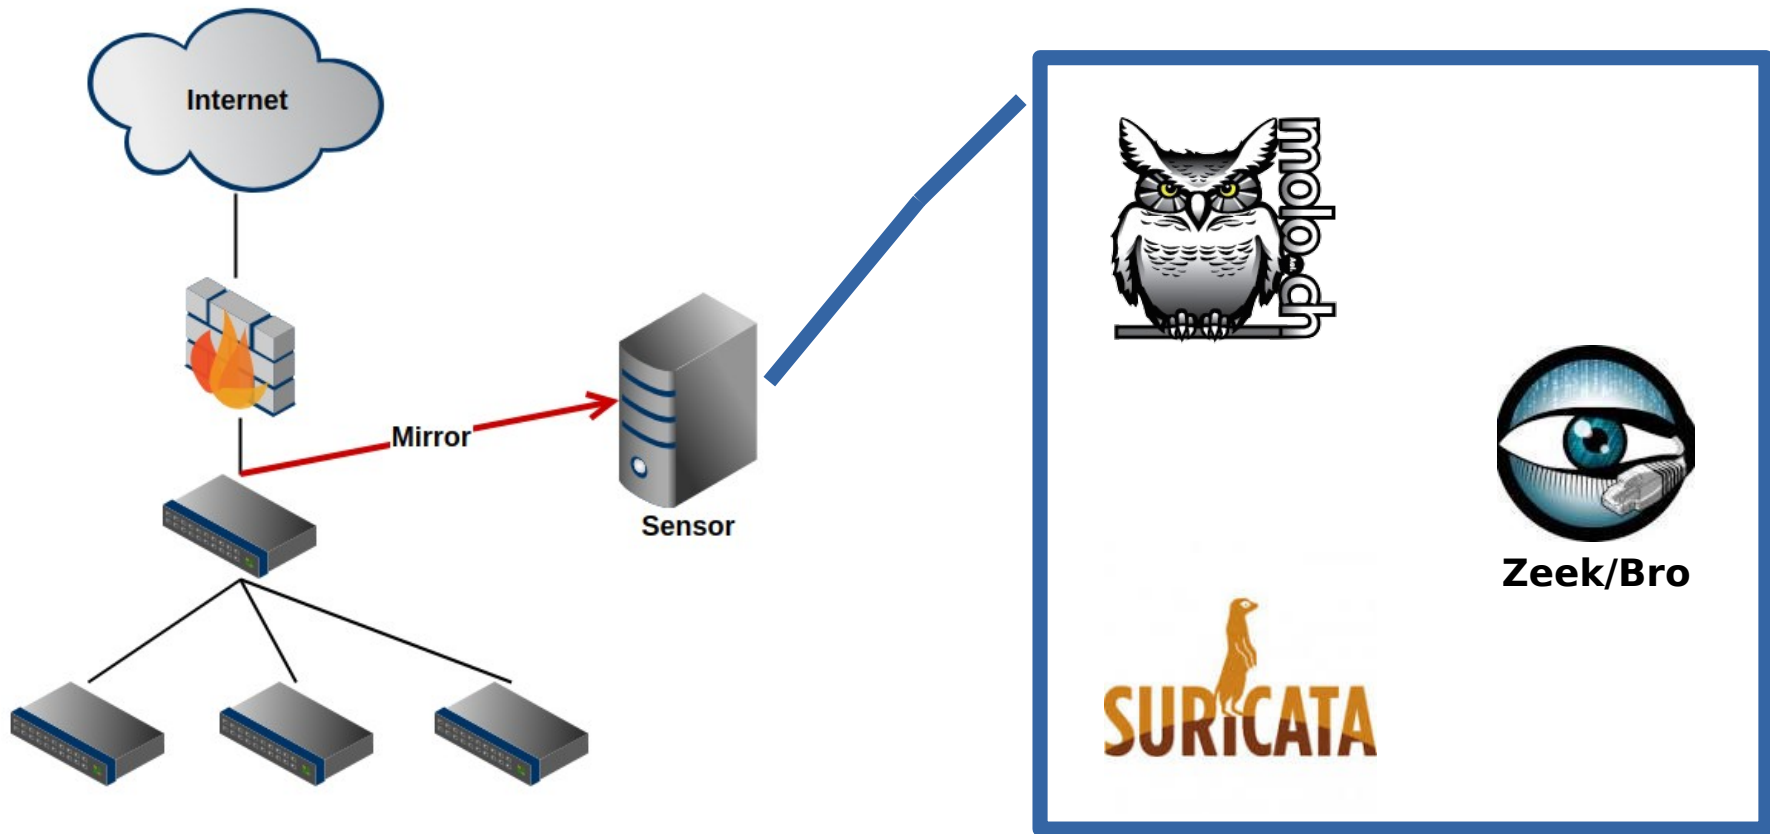 Internet
Mirror
Sensor
moloch
Zeek/Bro
SURICATA